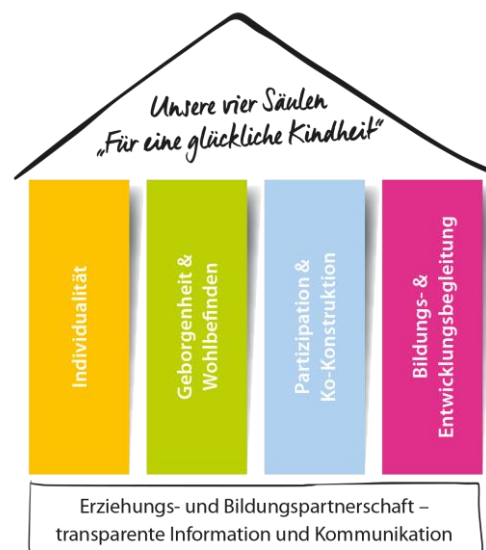 Unsere vier Säulen
„Für eine glückliche Kindheit“
Individualität
Geborgenheit &
Wohlbefinden
Partizipation &
Ko-Konstruktion
Bildungs- &
Entwicklungsbegleitung
Erziehungs- und Bildungspartnerschaft –
transparente Information und Kommunikation